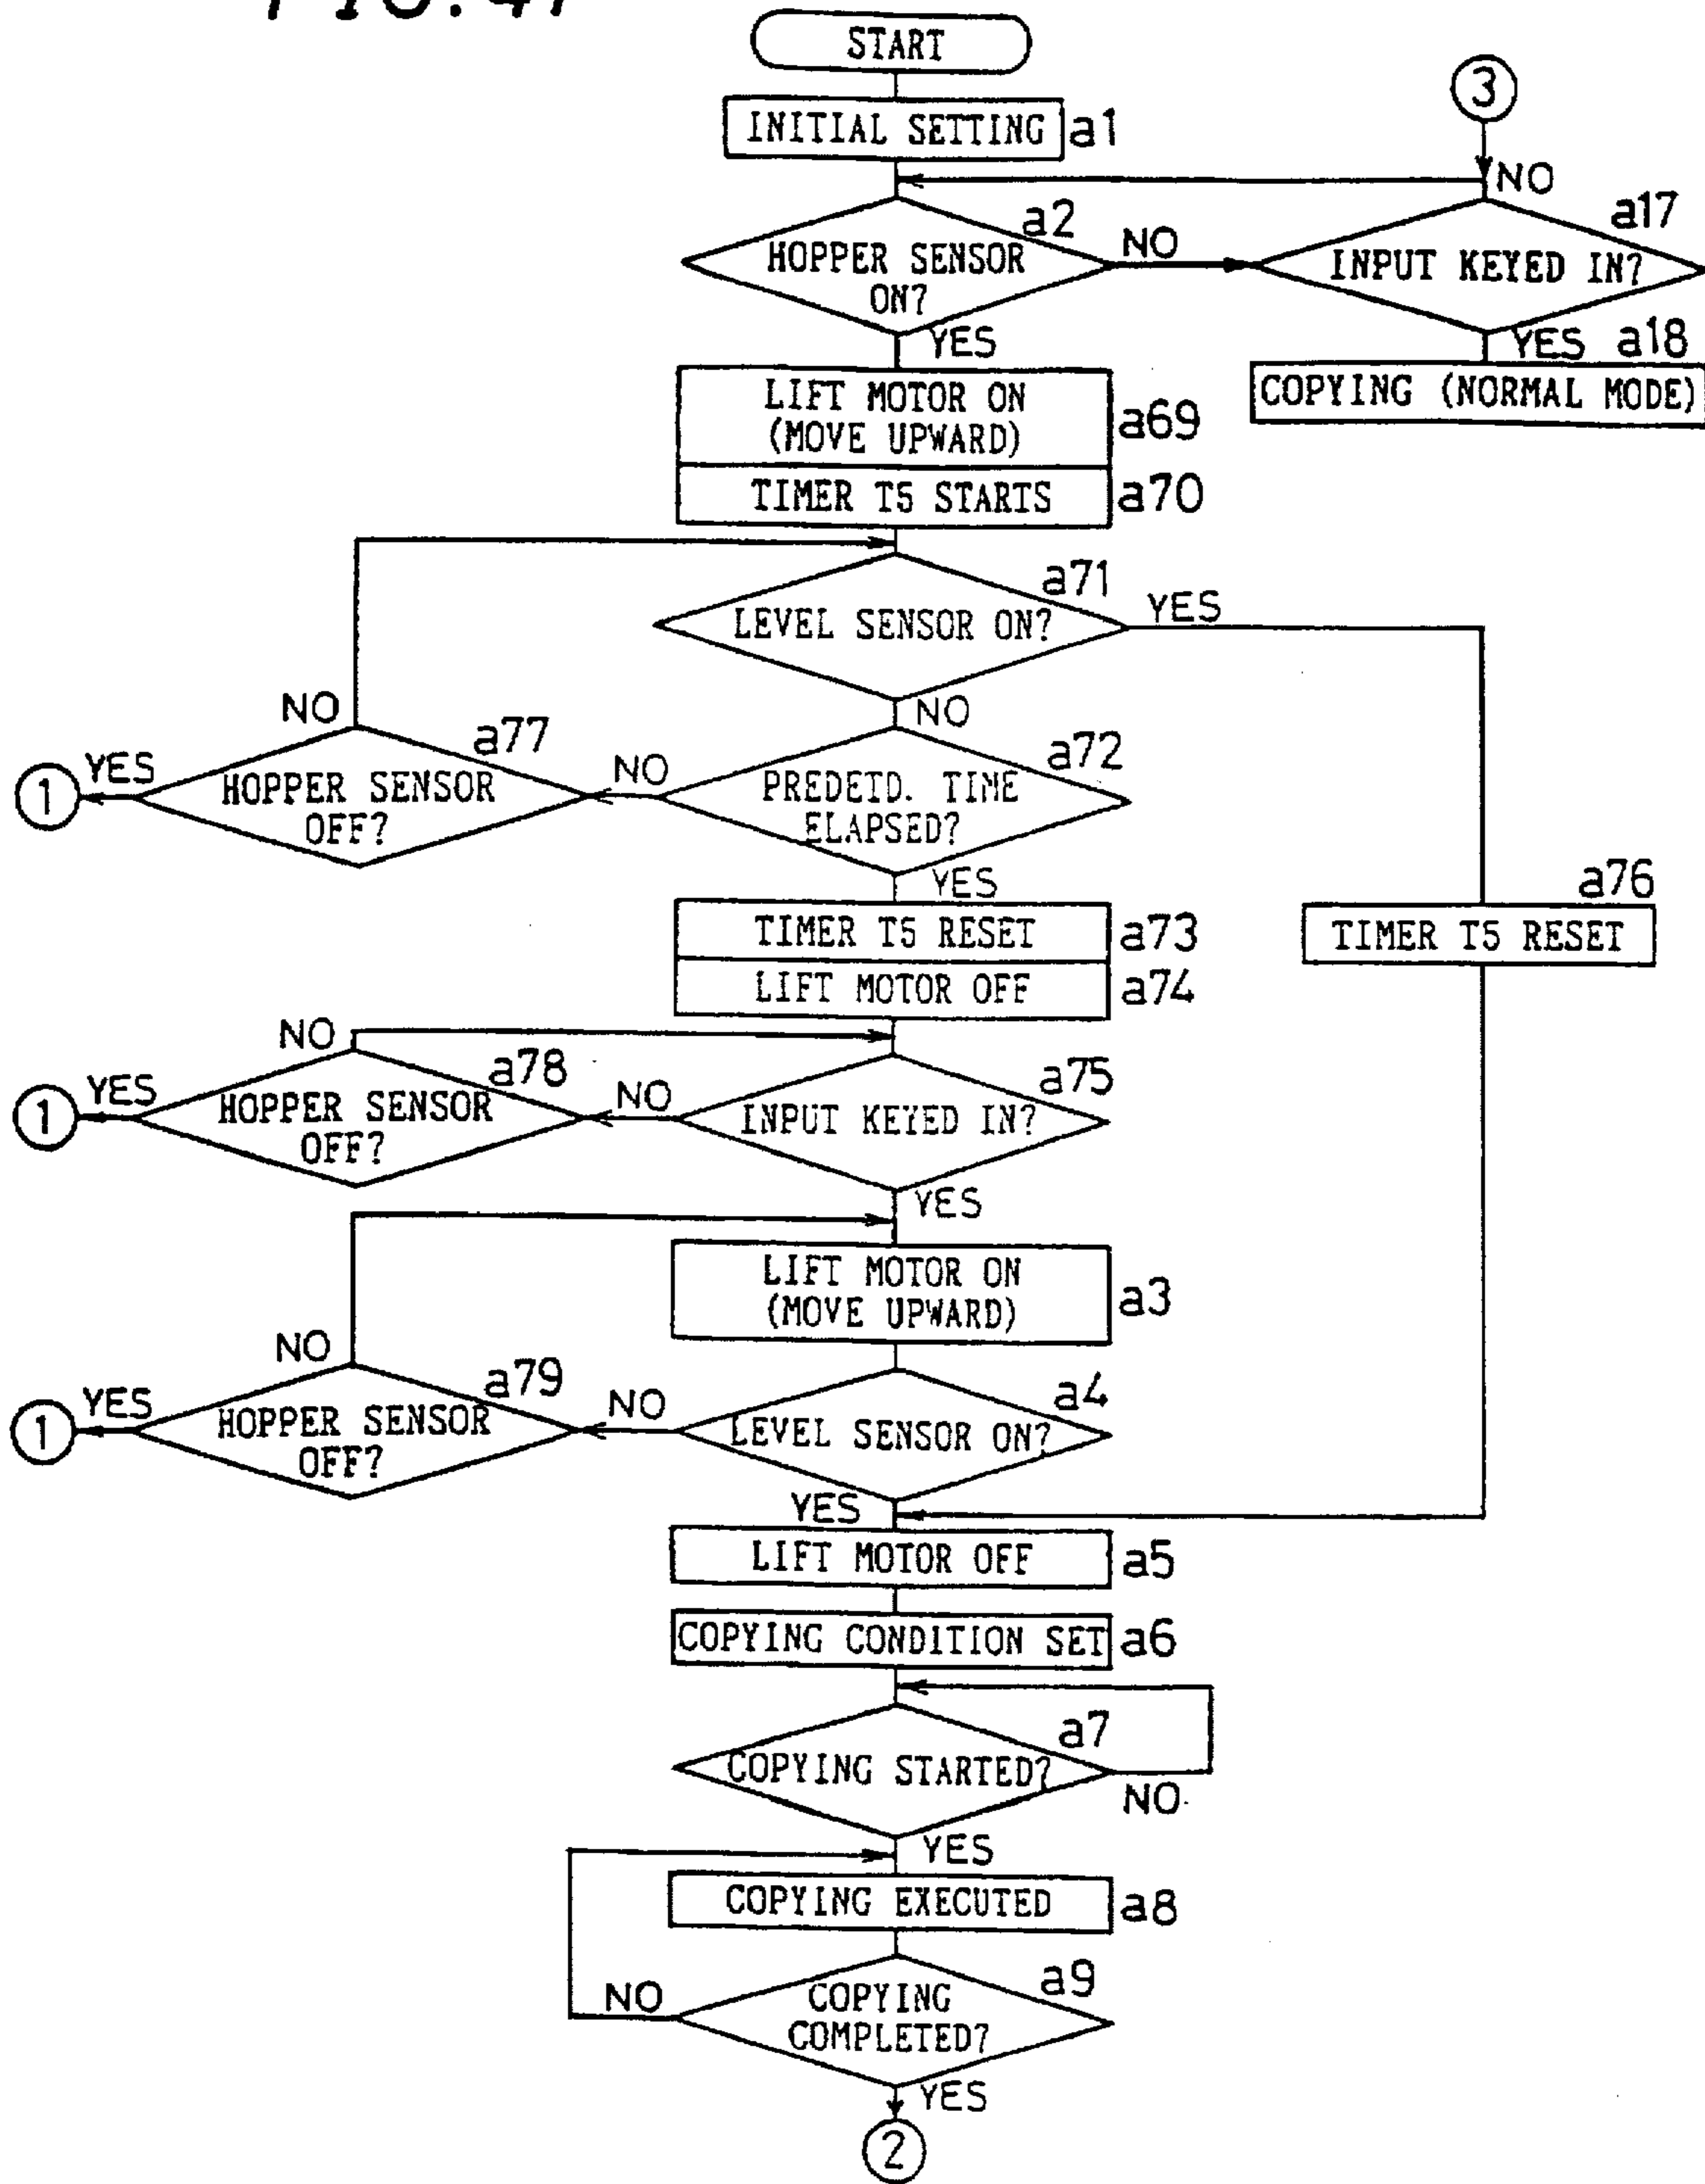 START
3
INITIAL SETTING a1
NO
a2
HOPPER SENSOR
ON?
NO
a17
INPUT KEYED IN?
YES
YES a18
LIFT MOTOR ON
(MOVE UPWARD)
a69
COPYING (NORMAL MODE)
TIMER T5 STARTS a70
a71
LEVEL SENSOR ON?
YES
NO
NO
a77
HOPPER SENSOR
OFF?
YES
1
NO
a72
PREDETD. TIME
ELAPSED?
YES
a76
TIMER T5 RESET
TIMER T5 RESET a73
LIFT MOTOR OFF a74
NO
a78
HOPPER SENSOR
OFF?
YES
1
NO
a75
INPUT KEYED IN?
YES
LIFT MOTOR ON
(MOVE UPWARD)
a3
NO
a79
HOPPER SENSOR
OFF?
YES
1
NO
a4
LEVEL SENSOR ON?
YES
LIFT MOTOR OFF a5
COPYING CONDITION SET a6
a7
COPYING STARTED?
NO
YES
COPYING EXECUTED a8
a9
NO
COPYING
COMPLETED?
YES
2